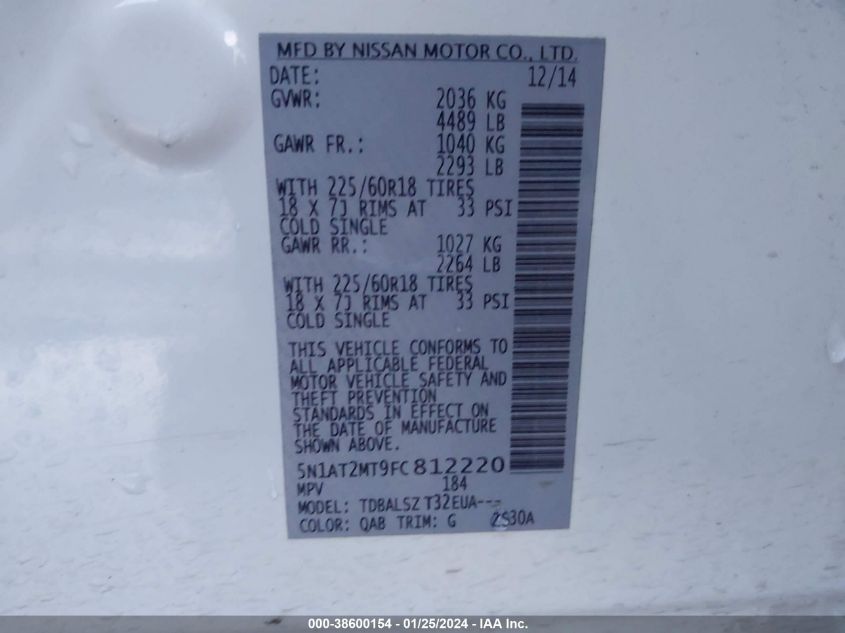 MFD BY NISSAN MOTOR CO., LTD.
DATE: 12/14
GVWR: 2036 KG
4489 LB
GAWR FR.: 1040 KG
2293 LB
WITH 225/60R18 TIRES
18 X 7J RIMS AT 33 PSI
COLD SINGLE
GAWR RR.: 1027 KG
2264 LB
WITH 225/60R18 TIRES
18 X 7J RIMS AT 33 PSI
COLD SINGLE
THIS VEHICLE CONFORMS TO
ALL APPLICABLE FEDERAL
MOTOR VEHICLE SAFETY AND
THEFT PREVENTION
STANDARDS IN EFFECT ON
THE DATE OF MANUFACTURE
SHOWN ABOVE.
5N1AT2MT9FC812220
MPV 184
MODEL: TDBALSZ T32EUA---
COLOR: QAB TRIM: G 2S30A
000-38600154 - 01/25/2024 - IAA Inc.